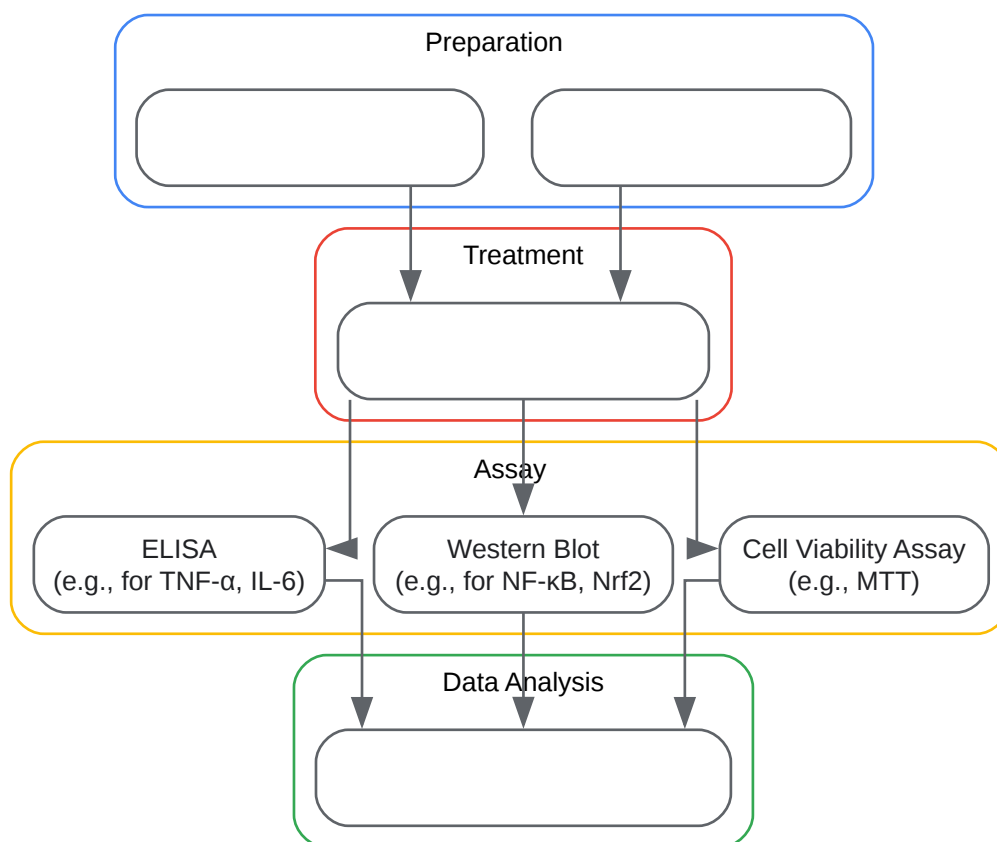 Preparation
Treatment
Assay
ELISA
(e.g., for TNF-α, IL-6)
Western Blot
(e.g., for NF-κB, Nrf2)
Cell Viability Assay
(e.g., MTT)
Data Analysis